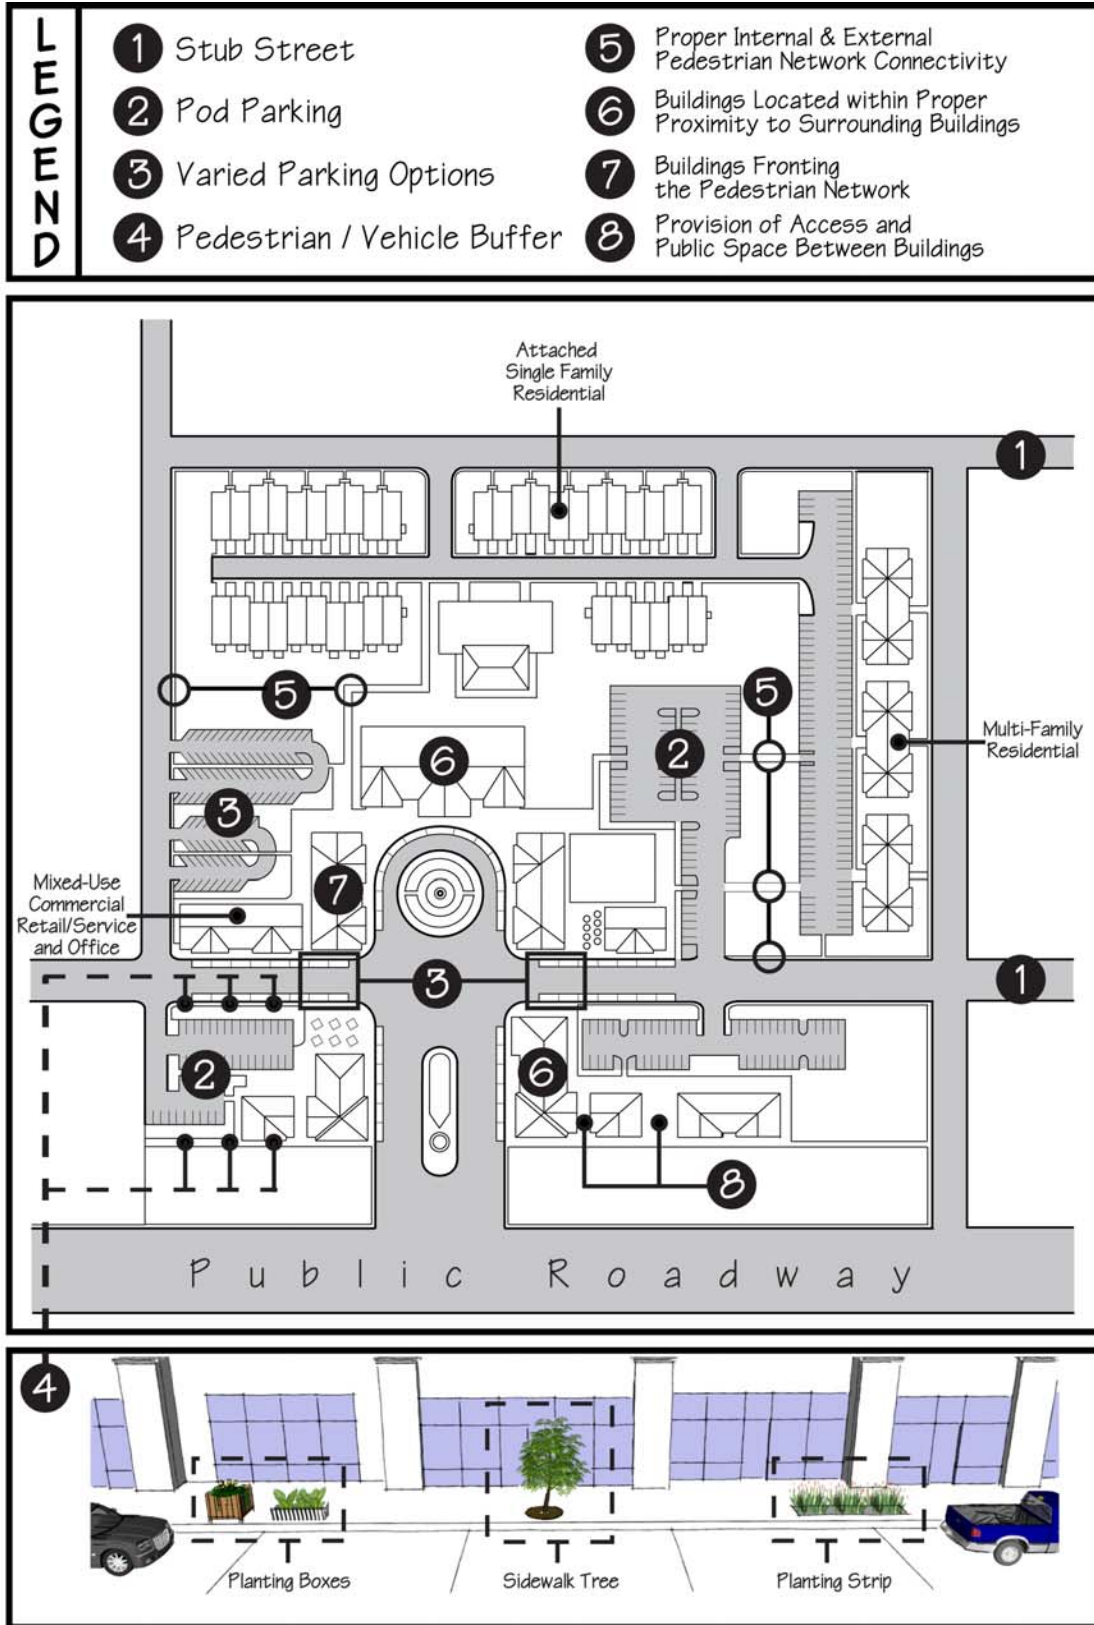 LEGEND
1 Stub Street
2 Pod Parking
3 Varied Parking Options
4 Pedestrian / Vehicle Buffer
5 Proper Internal & External
Pedestrian Network Connectivity
6 Buildings Located within Proper
Proximity to Surrounding Buildings
7 Buildings Fronting
the Pedestrian Network
8 Provision of Access and
Public Space Between Buildings
Attached
Single Family
Residential
1
5
5
2
Multi-Family
Residential
6
3
7
Mixed-Use
Commercial
Retail/Service
and Office
3
1
2
6
8
Public Roadway
4
Planting Boxes
Sidewalk Tree
Planting Strip